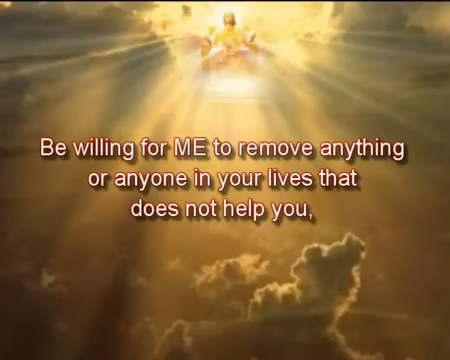 Be willing for ME to remove anything
or anyone in your lives that
does not help you,